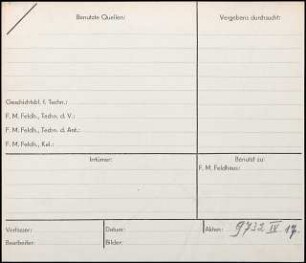 Benutzte Quellen:
Vergebens durchsucht:
Geschichtsbl. f. Techn.:
F. M. Feldh., Techn. d. V.:
F. M. Feldh., Techn. d. Ant.:
F. M. Feldh., Kal.:
Irrtümer:
Benutzt zu:
F. M. Feldhaus:
Verfasser:
Datum:
Akten: 9732 IV 17.
Bearbeiter:
Bilder: